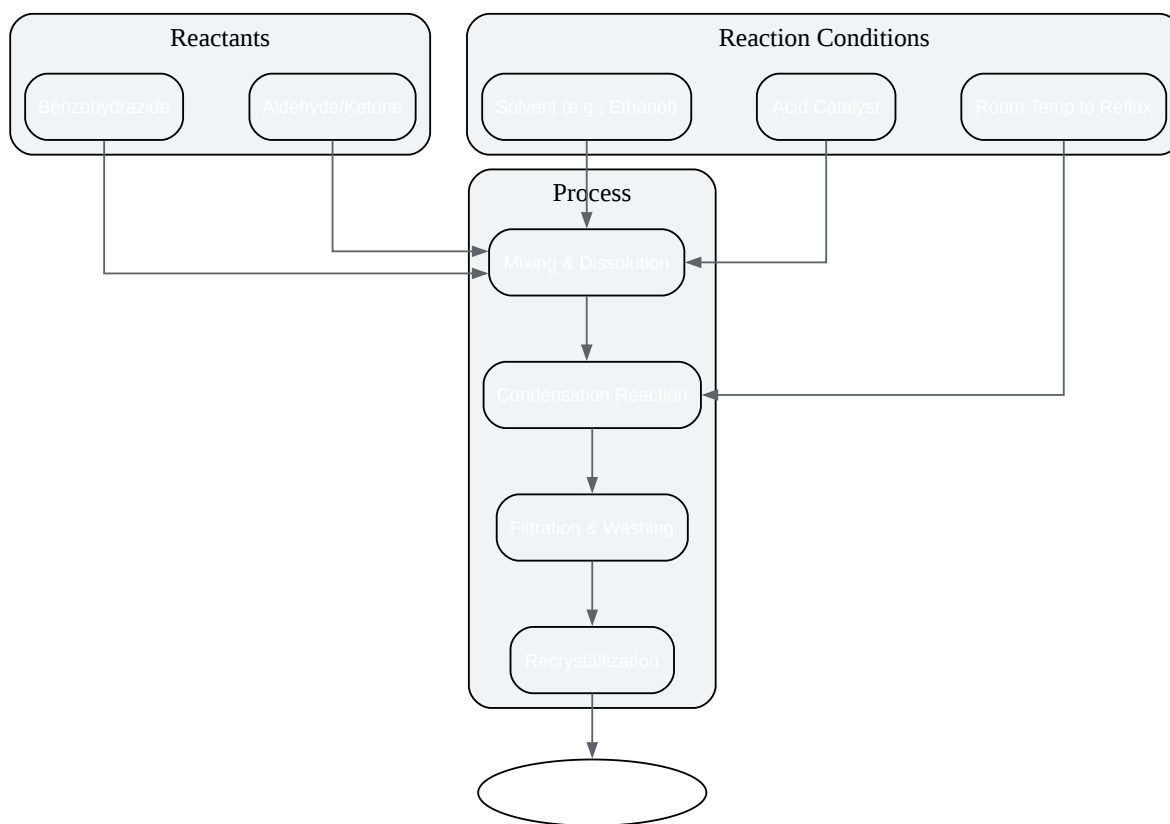 Reactants
Reaction Conditions
Benzohydrazide
Aldehyde/Ketone
Solvent (e.g., Ethanol)
Acid Catalyst
Room Temp to Reflux
Process
Mixing & Dissolution
Condensation Reaction
Filtration & Washing
Recrystallization